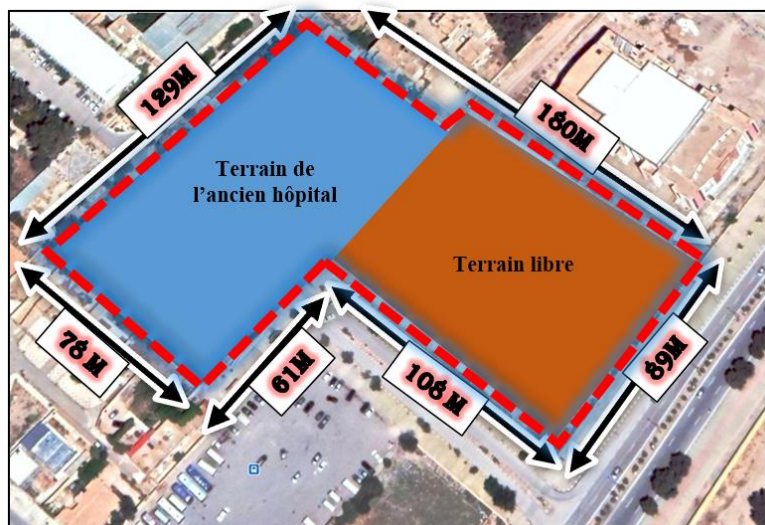 129M
180M
Terrain de
l'ancien hôpital
Terrain libre
78 M
61M
108 M
89M